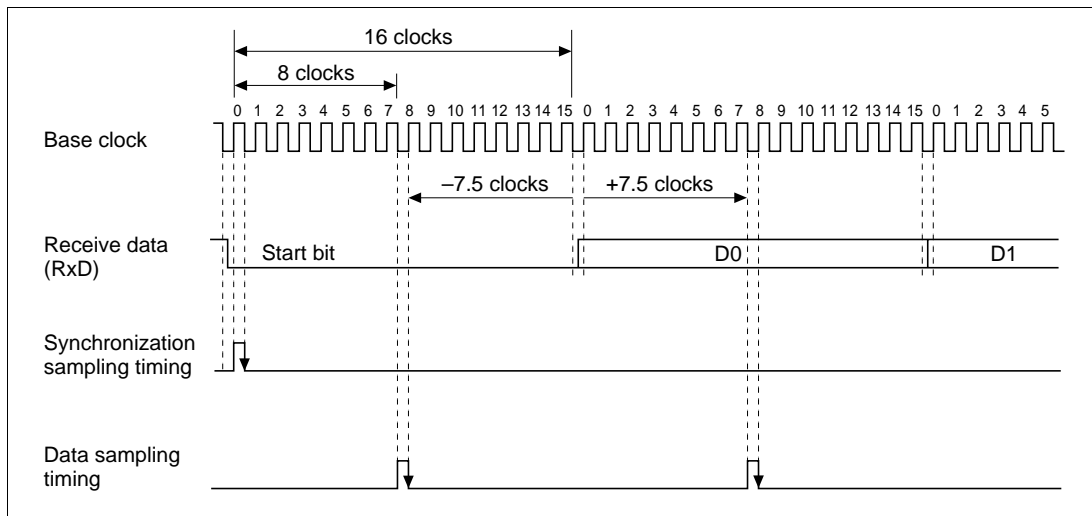 16 clocks
8 clocks
0 1 2 3 4 5 6 7 8 9 10 11 12 13 14 15 0 1 2 3 4 5 6 7 8 9 10 11 12 13 14 15 0 1 2 3 4 5
Base clock
–7.5 clocks +7.5 clocks
Receive data
(RxD)
Start bit D0 D1
Synchronization
sampling timing
Data sampling
timing